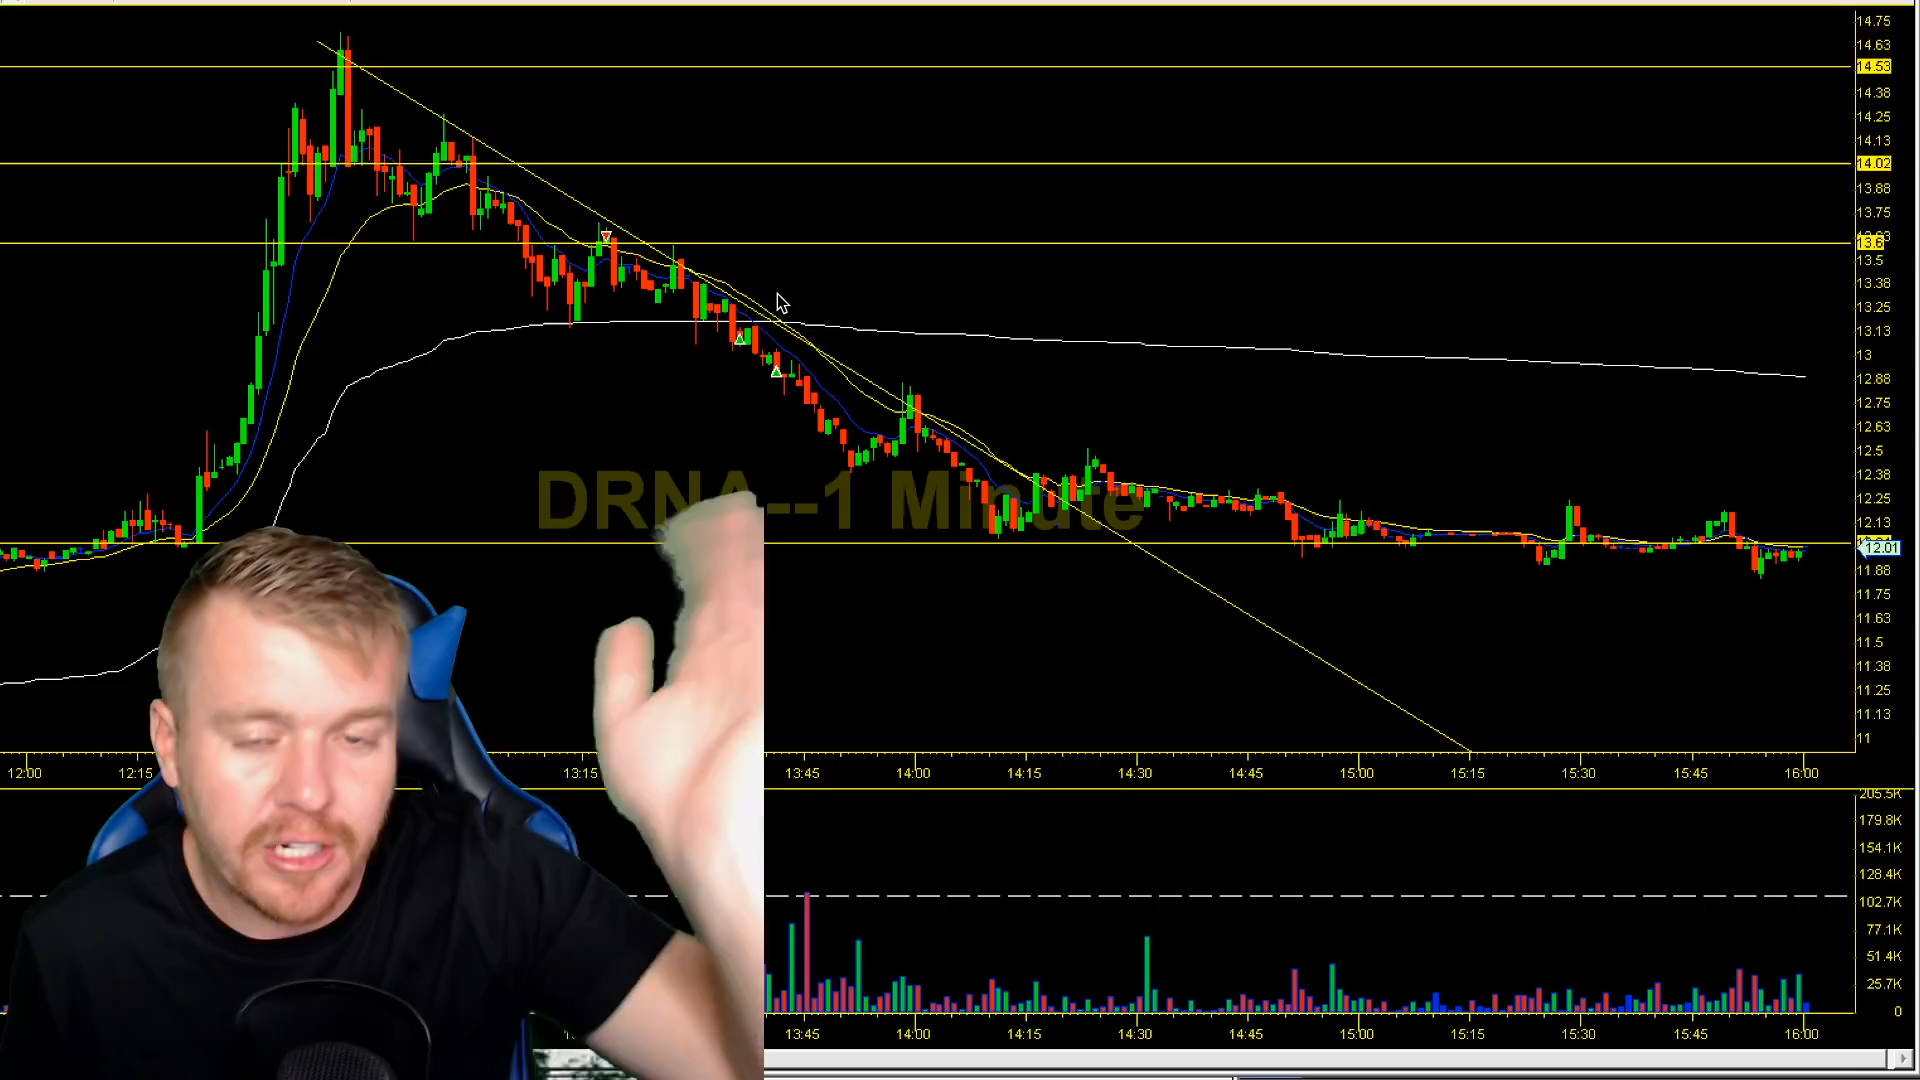 14.75
14.63
14.53
14.38
14.25
14.13
14.02
13.88
13.75
13.6
13.5
13.38
13.25
13.13
13
12.88
12.75
12.63
12.5
12.38
DRNA--1 Minute
12.25
12.13
12.01
11.88
11.75
11.63
11.5
11.38
11.25
11.13
11
12:00 12:15 13:15 13:45 14:00 14:15 14:30 14:45 15:00 15:15 15:30 15:45 16:00
205.5K
179.8K
154.1K
128.4K
102.7K
77.1K
51.4K
25.7K
0
13:45 14:00 14:15 14:30 14:45 15:00 15:15 15:30 15:45 16:00